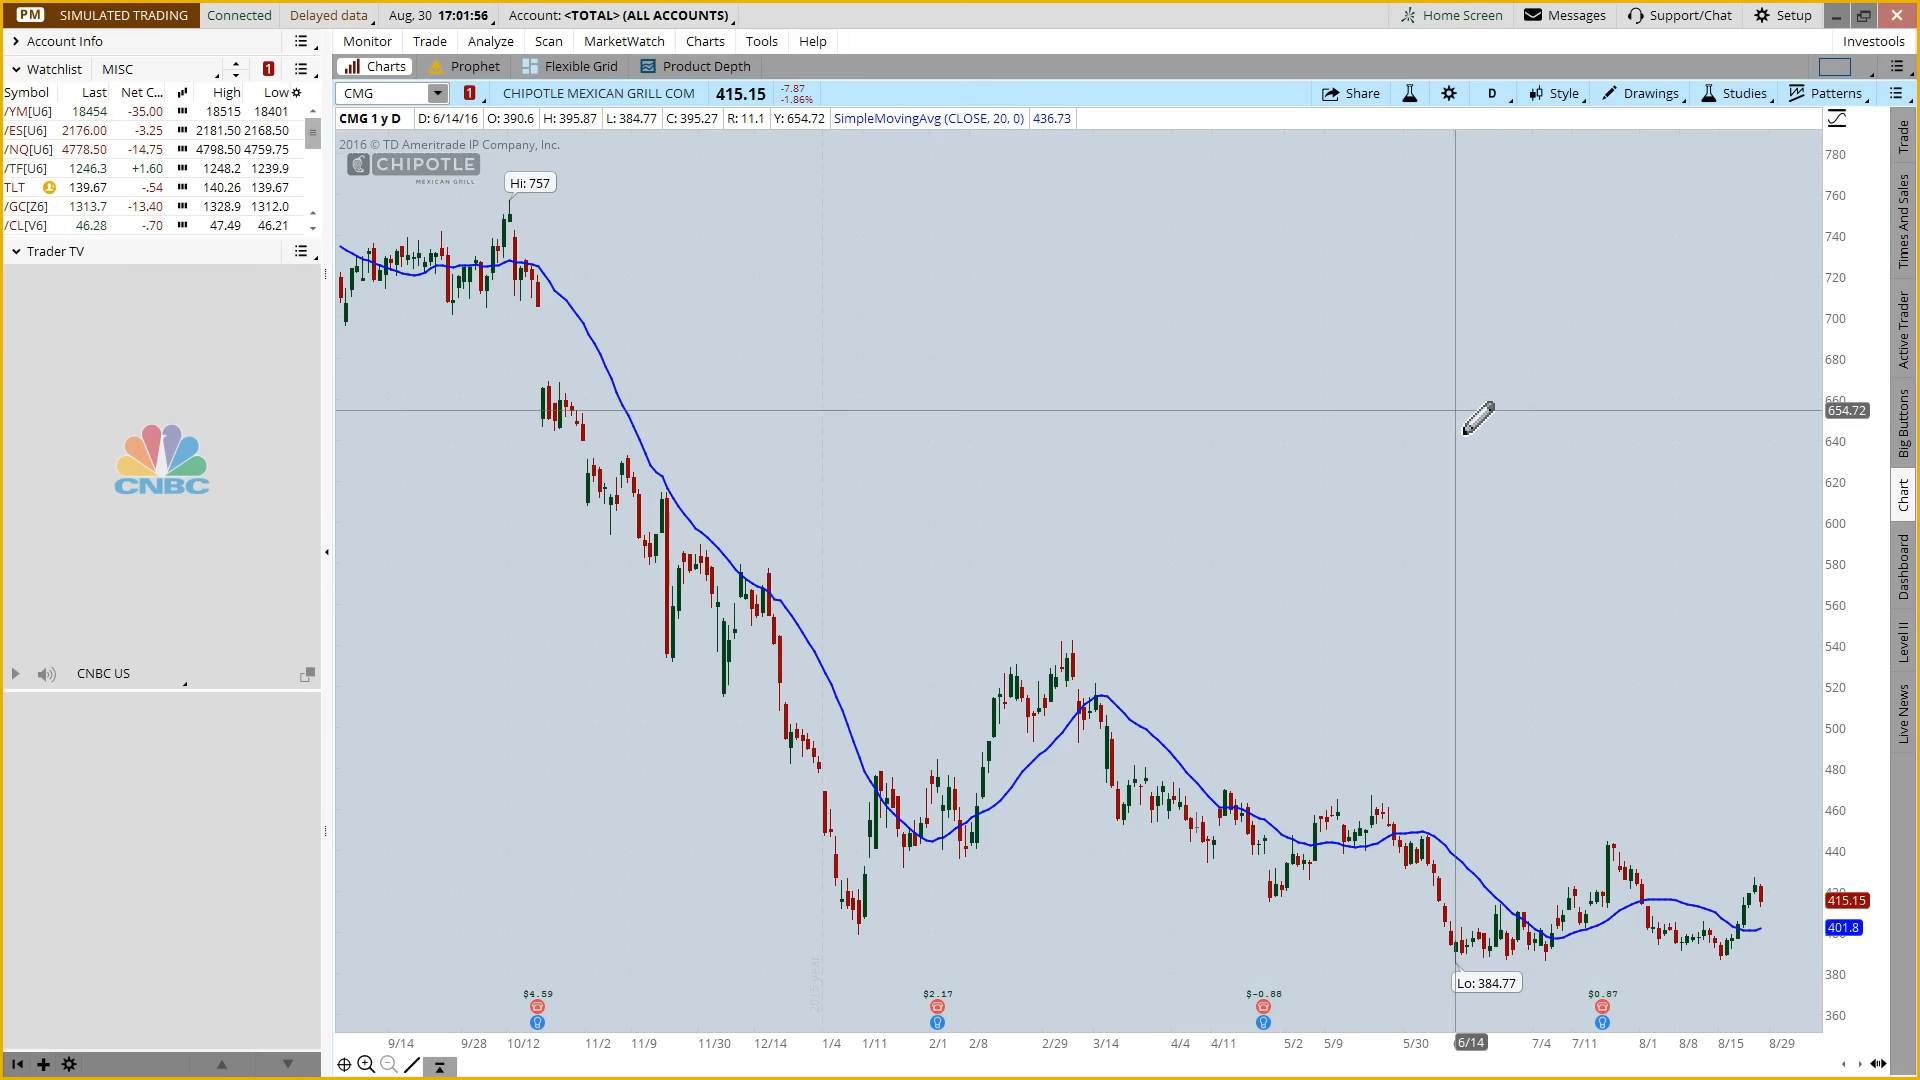 PM SIMULATED TRADING Connected Delayed data Aug, 30 17:01:56 Account: <TOTAL> (ALL ACCOUNTS) Home Screen Messages Support/Chat Setup
Account Info
Monitor Trade Analyze Scan MarketWatch Charts Tools Help Investools
Watchlist MISC 1
Charts Prophet Flexible Grid Product Depth
Symbol Last Net C... High Low
/YM[U6] 18454 -35.00 18515 18401
/ES[U6] 2176.00 -3.25 2181.50 2168.50
/NQ[U6] 4778.50 -14.75 4798.50 4759.75
/TF[U6] 1246.3 +1.60 1248.2 1239.9
TLT 139.67 -.54 140.26 139.67
/GC[Z6] 1313.7 -13.40 1328.9 1312.0
/CL[V6] 46.28 -.70 47.49 46.21
Trader TV
CNBC
CNBC US
CMG 1 CHIPOTLE MEXICAN GRILL COM 415.15 -7.87 -1.86% Share D Style Drawings Studies Patterns
CMG 1 y D D: 6/14/16 O: 390.6 H: 395.87 L: 384.77 C: 395.27 R: 11.1 Y: 654.72 SimpleMovingAvg (CLOSE, 20, 0) 436.73
2016 © TD Ameritrade IP Company, Inc.
CHIPOTLE
MEXICAN GRILL
Hi: 757
780
760
740
720
700
680
660
654.72
640
620
600
580
560
540
520
500
480
460
440
420
415.15
401.8
380
360
Lo: 384.77
2015 year
$4.59 $2.17 $-0.88 $0.87
9/14 9/28 10/12 11/2 11/9 11/30 12/14 1/4 1/11 2/1 2/8 2/29 3/14 4/4 4/11 5/2 5/9 5/30 6/14 7/4 7/11 8/1 8/8 8/15 8/29
Trade
Times And Sales
Active Trader
Big Buttons
Chart
Dashboard
Level II
Live News